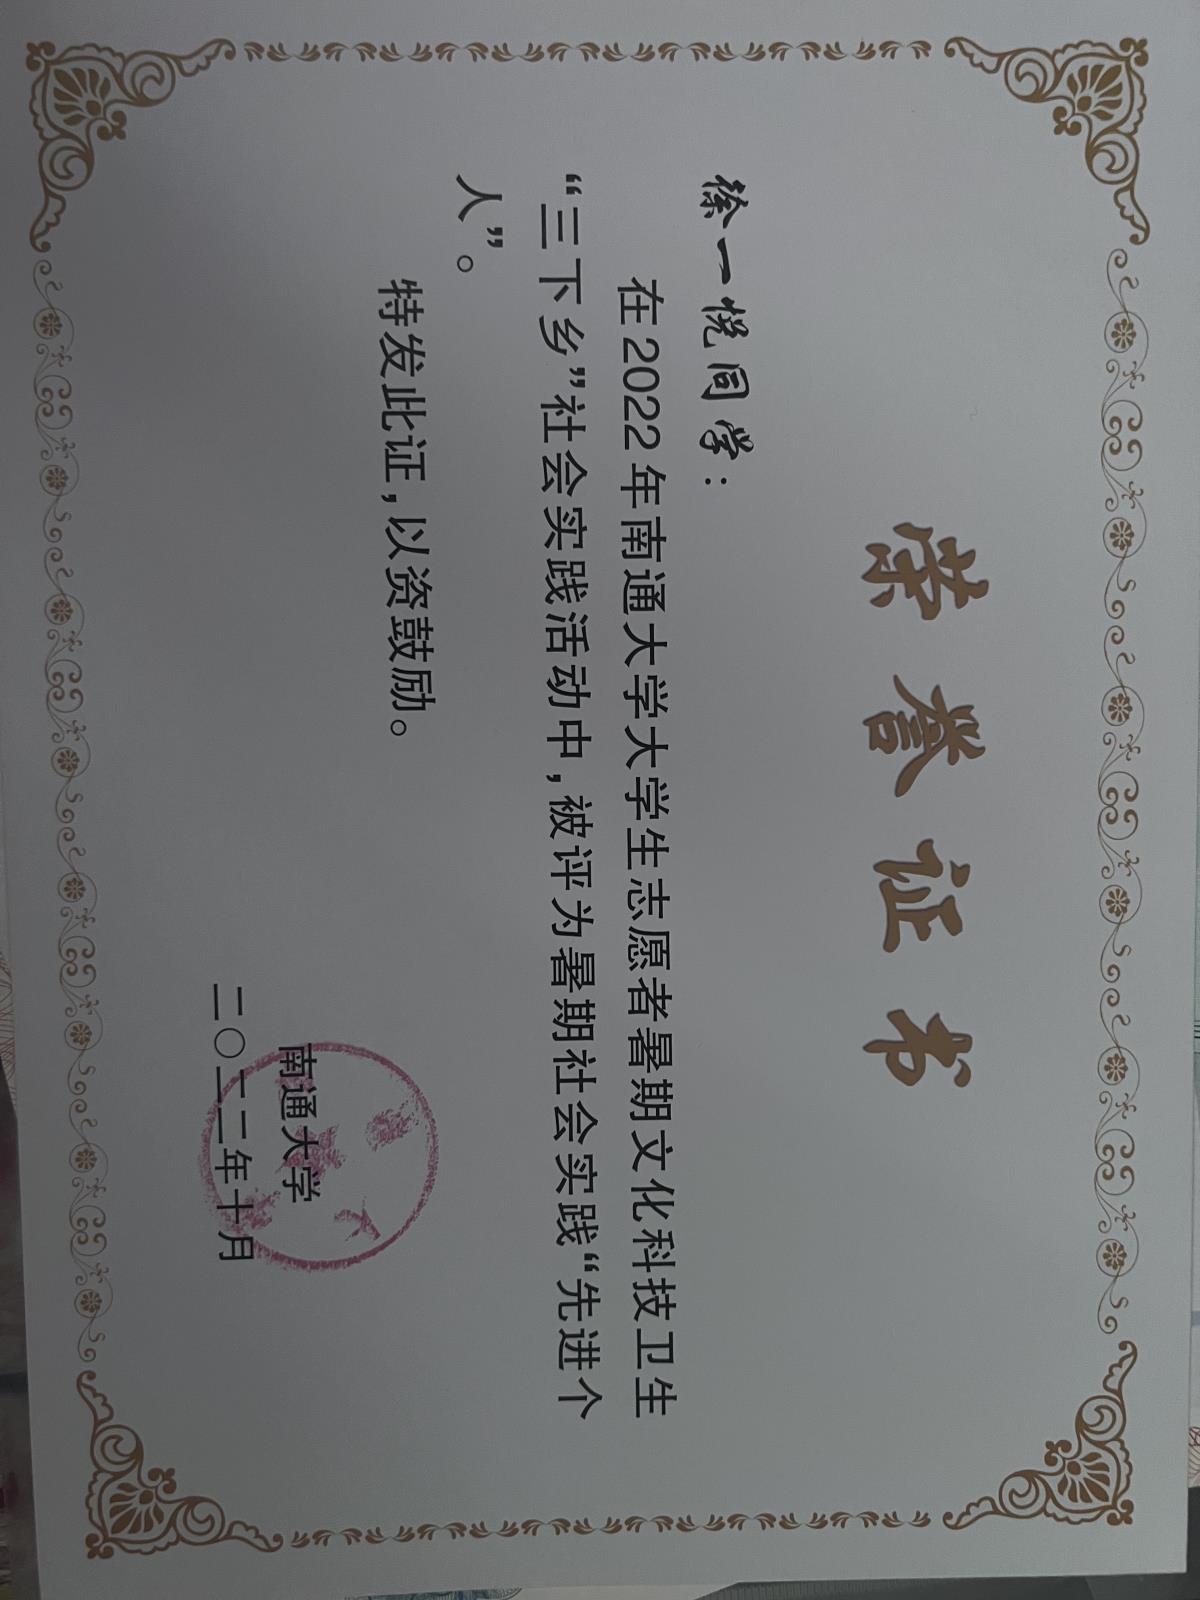 荣誉证书
徐一悦同学：
在2022年南通大学大学生志愿者暑期文化科技卫生
“三下乡”社会实践活动中，被评为暑期社会实践“先进个
人”。
特发此证，以资鼓励。
南通大学
二〇二二年十月